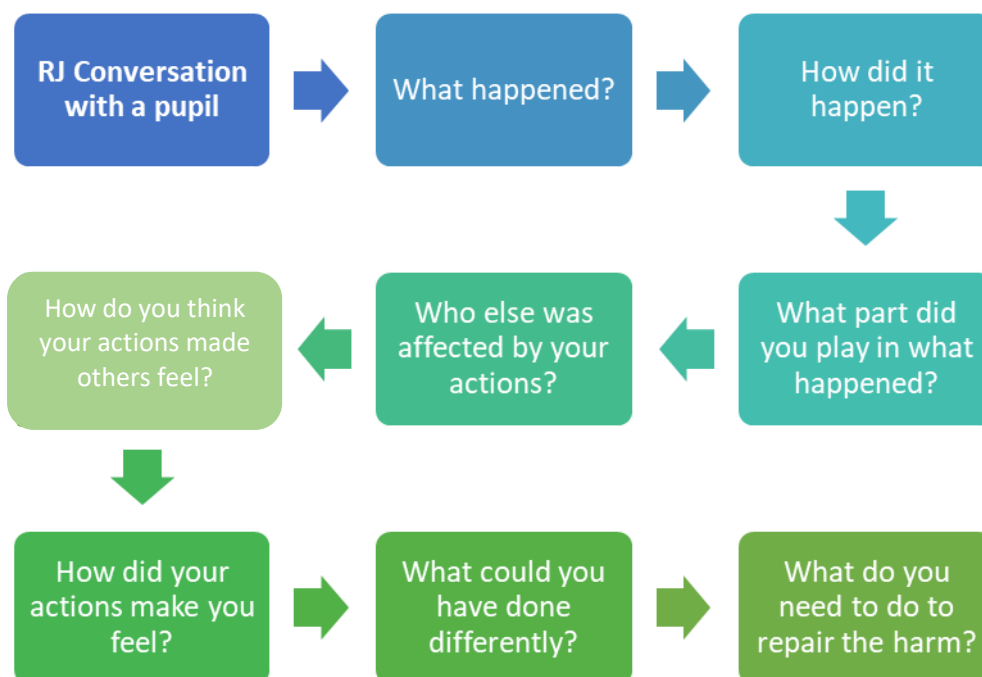 RJ Conversation
with a pupil
What happened?
How did it
happen?
What part did
you play in what
happened?
Who else was
affected by your
actions?
How do you think
your actions made
others feel?
How did your
actions make you
feel?
What could you
have done
differently?
What do you
need to do to
repair the harm?